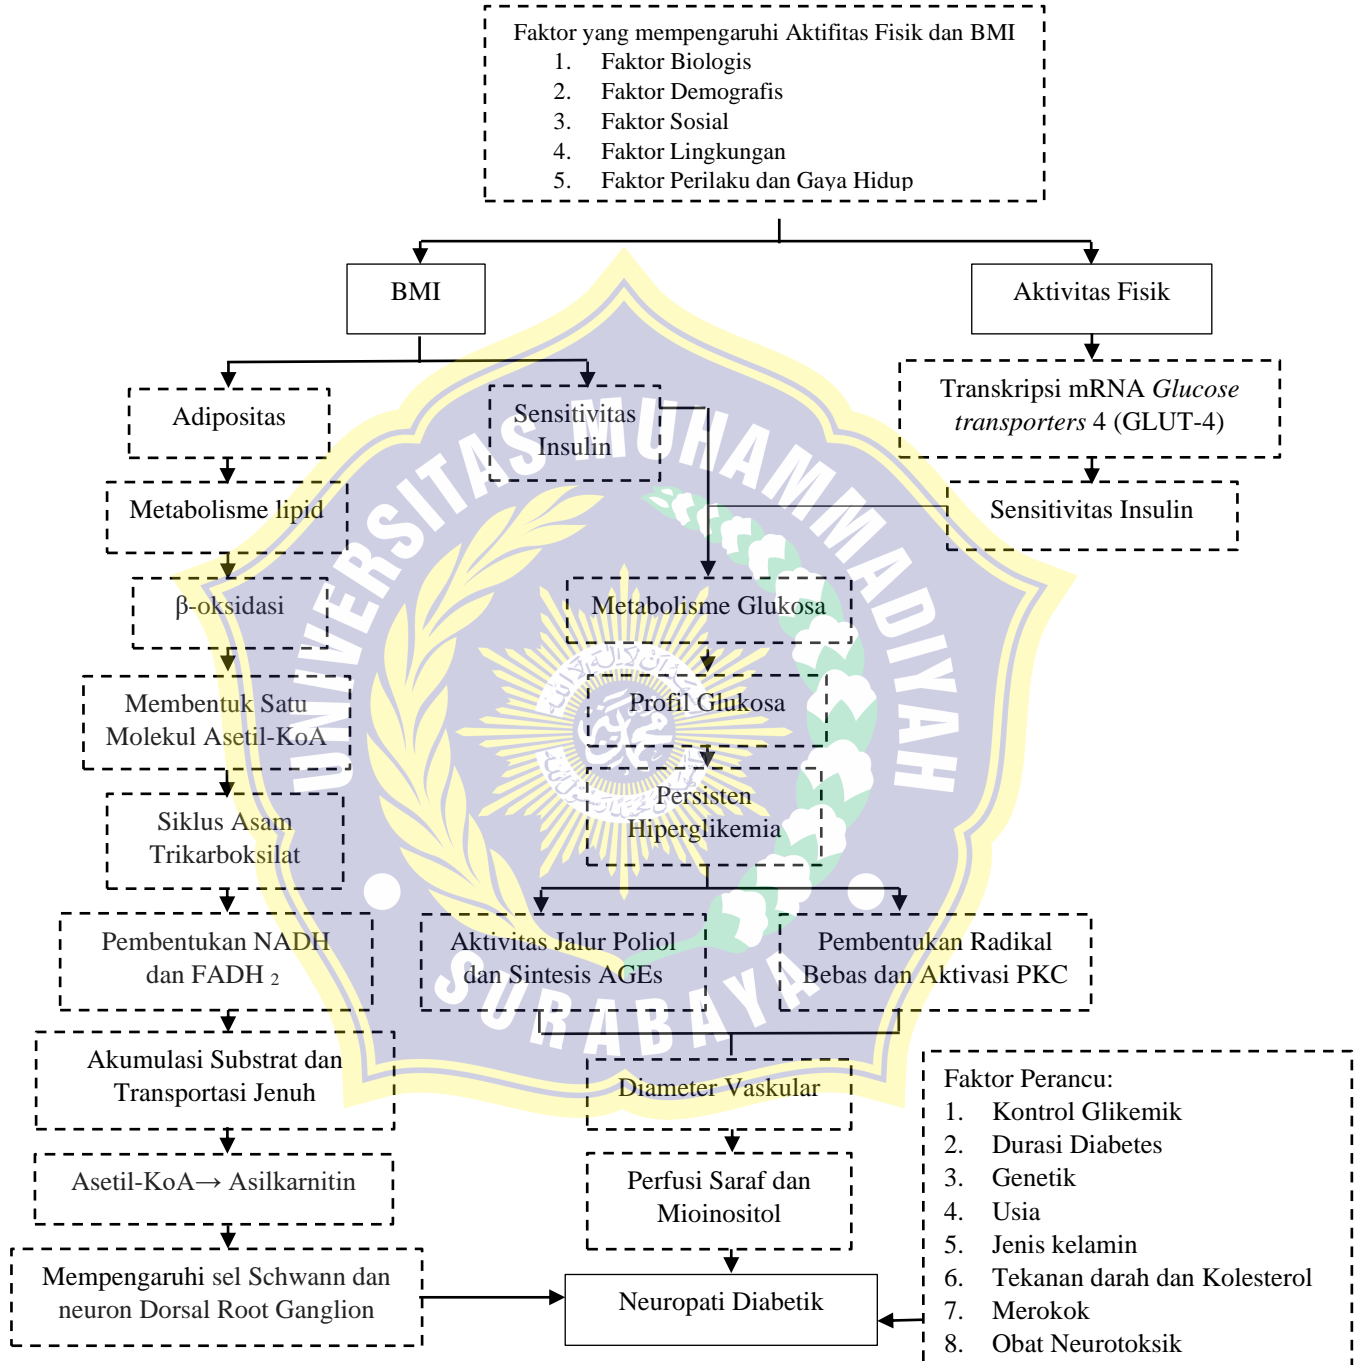 Faktor yang mempengaruhi Aktifitas Fisik dan BMI
1. Faktor Biologis
2. Faktor Demografis
3. Faktor Sosial
4. Faktor Lingkungan
5. Faktor Perilaku dan Gaya Hidup
BMI
Aktivitas Fisik
Adipositas
Sensitivitas
Insulin
Transkripsi mRNA Glucose
transporters 4 (GLUT-4)
Metabolisme lipid
Sensitivitas Insulin
β-oksidasi
Metabolisme Glukosa
Membentuk Satu
Molekul Asetil-KoA
Profil Glukosa
Siklus Asam
Trikarboksilat
Persisten
Hiperglikemia
Pembentukan NADH
dan FADH 2
Aktivitas Jalur Poliol
dan Sintesis AGEs
Pembentukan Radikal
Bebas dan Aktivasi PKC
Akumulasi Substrat dan
Transportasi Jenuh
Diameter Vaskular
Asetil-KoA→ Asilkarnitin
Perfusi Saraf dan
Mioinositol
Mempengaruhi sel Schwann dan
neuron Dorsal Root Ganglion
Neuropati Diabetik
Faktor Perancu:
1. Kontrol Glikemik
2. Durasi Diabetes
3. Genetik
4. Usia
5. Jenis kelamin
6. Tekanan darah dan Kolesterol
7. Merokok
8. Obat Neurotoksik
UNIVERSITAS MUHAMMADIYAH
SURABAYA